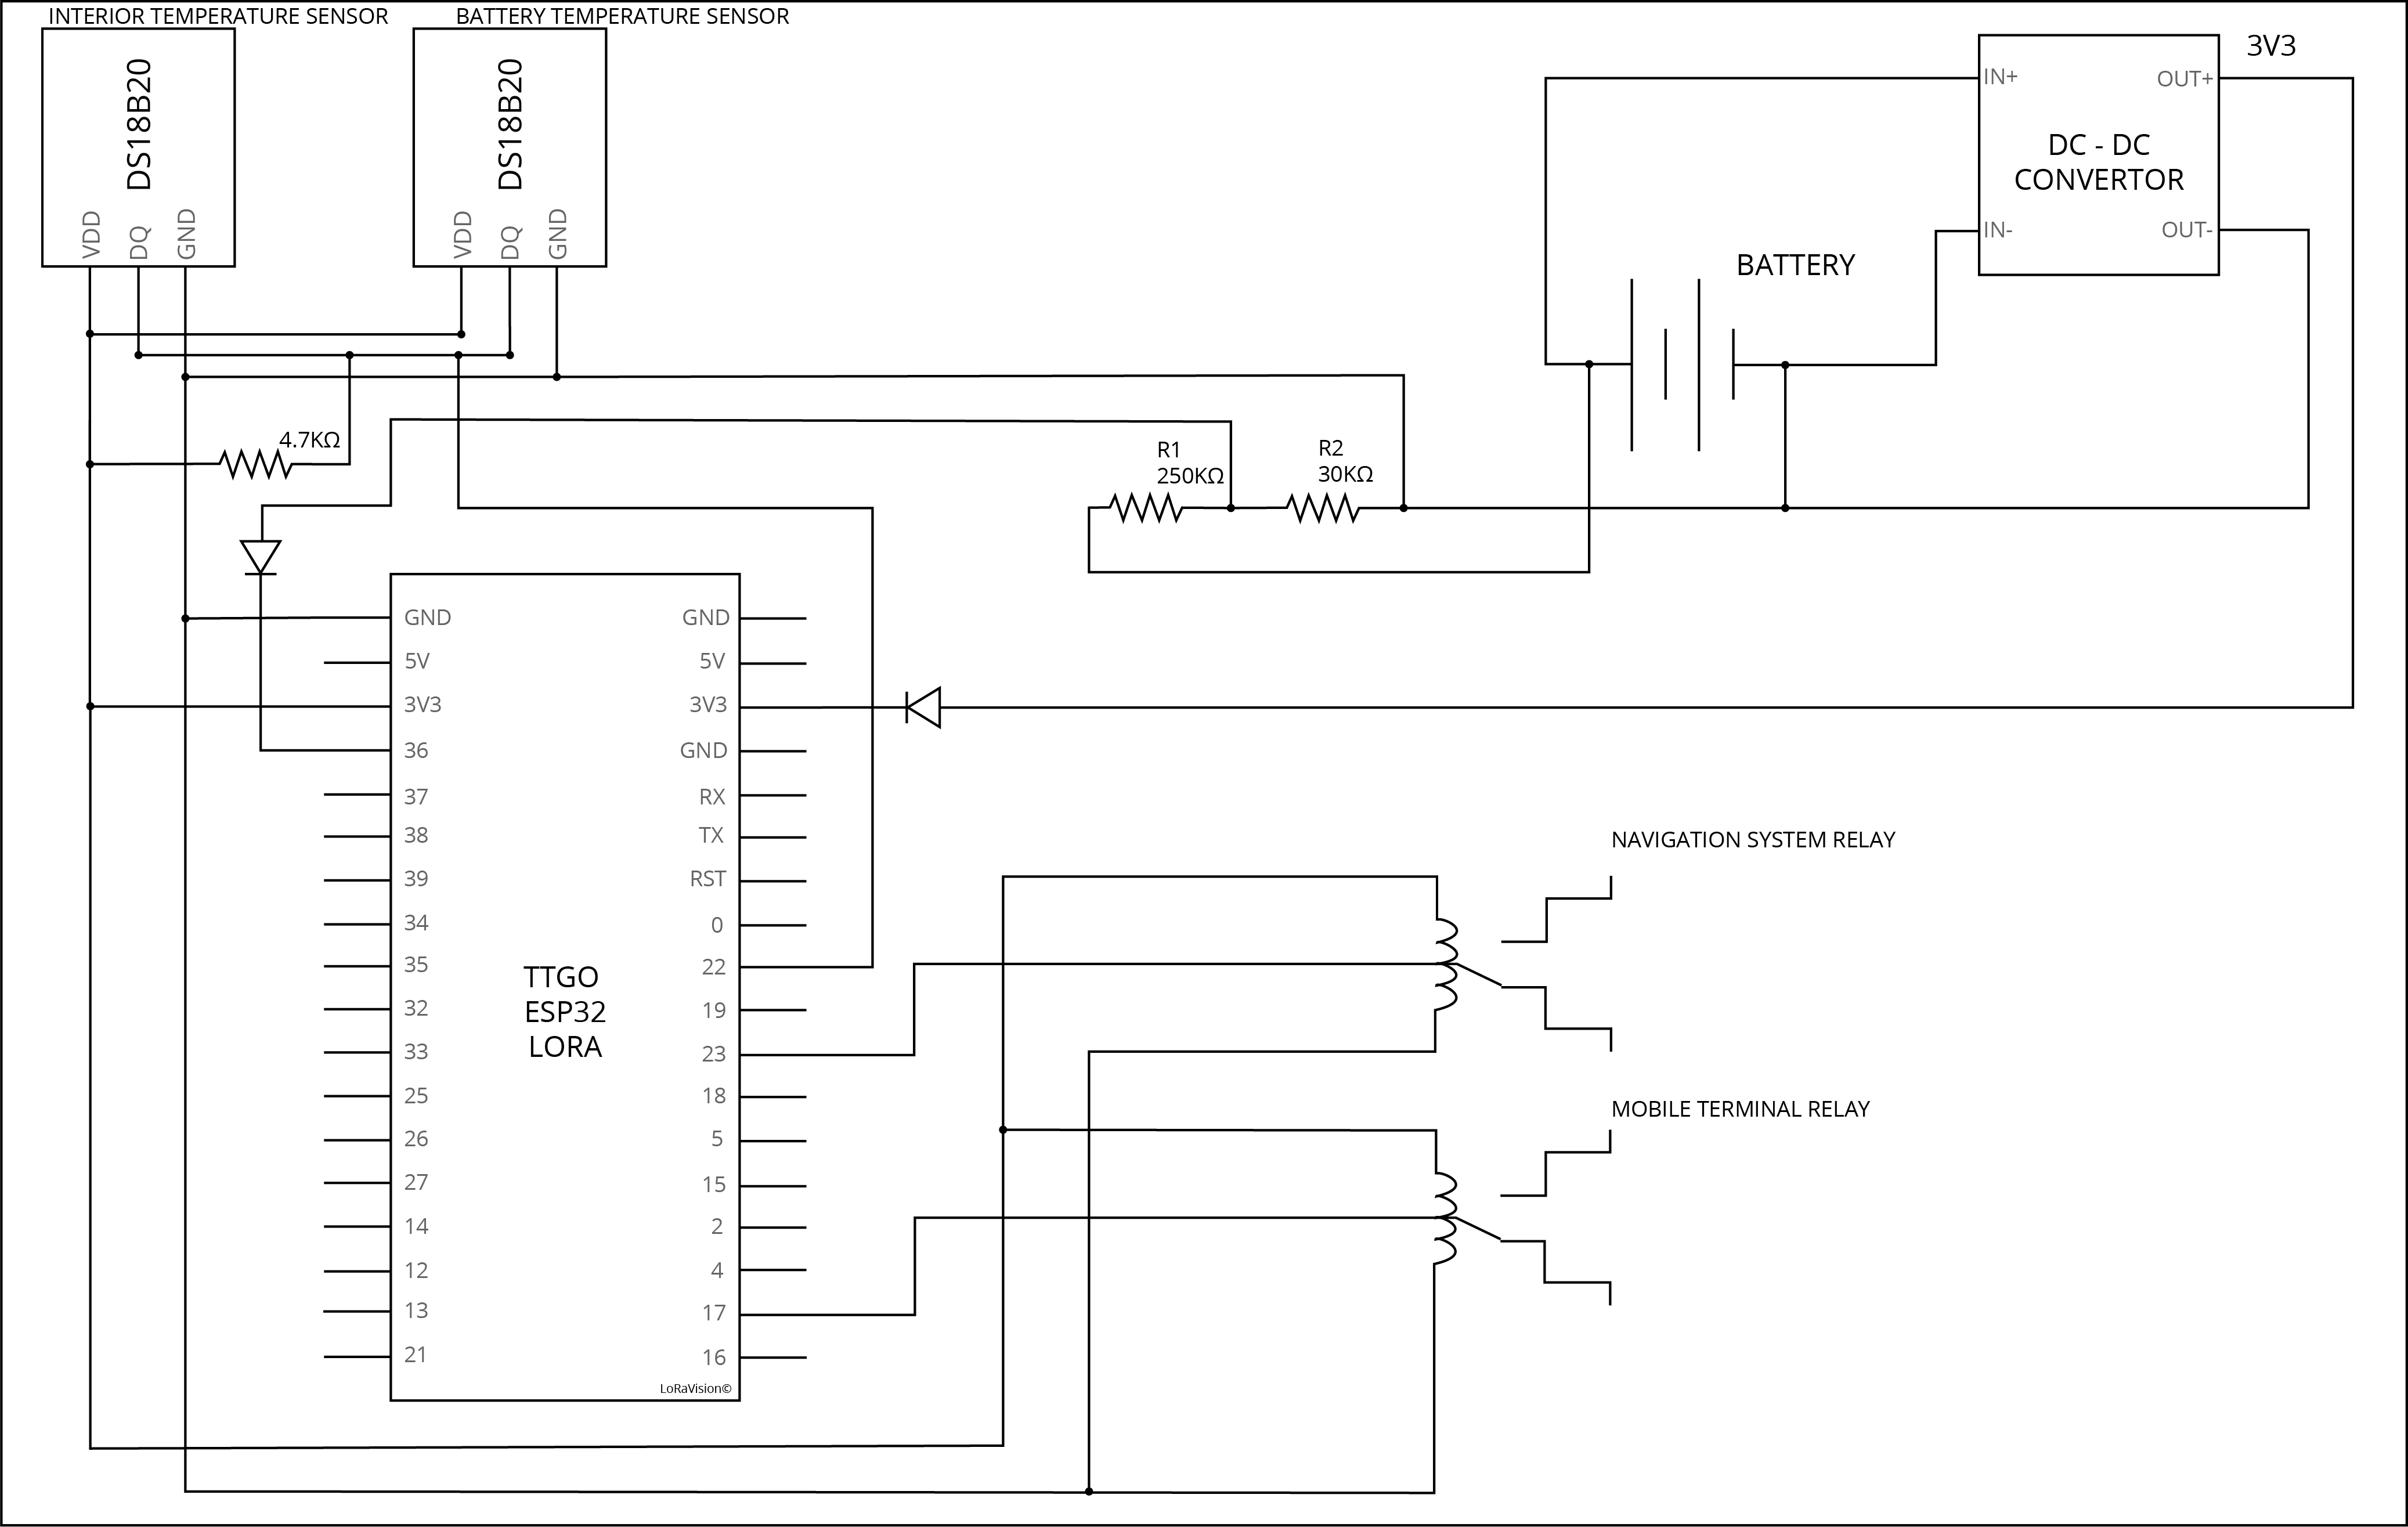 INTERIOR TEMPERATURE SENSOR
BATTERY TEMPERATURE SENSOR
DS18B20
VDD
DQ
GND
DS18B20
VDD
DQ
GND
3V3
IN+
OUT+
DC - DC
CONVERTOR
IN-
OUT-
BATTERY
4.7KΩ
R1
250KΩ
R2
30KΩ
GND
5V
3V3
36
37
38
39
34
35
32
33
25
26
27
14
12
13
21
TTGO
ESP32
LORA
GND
5V
3V3
GND
RX
TX
RST
0
22
19
23
18
5
15
2
4
17
16
LoRaVision©
NAVIGATION SYSTEM RELAY
MOBILE TERMINAL RELAY